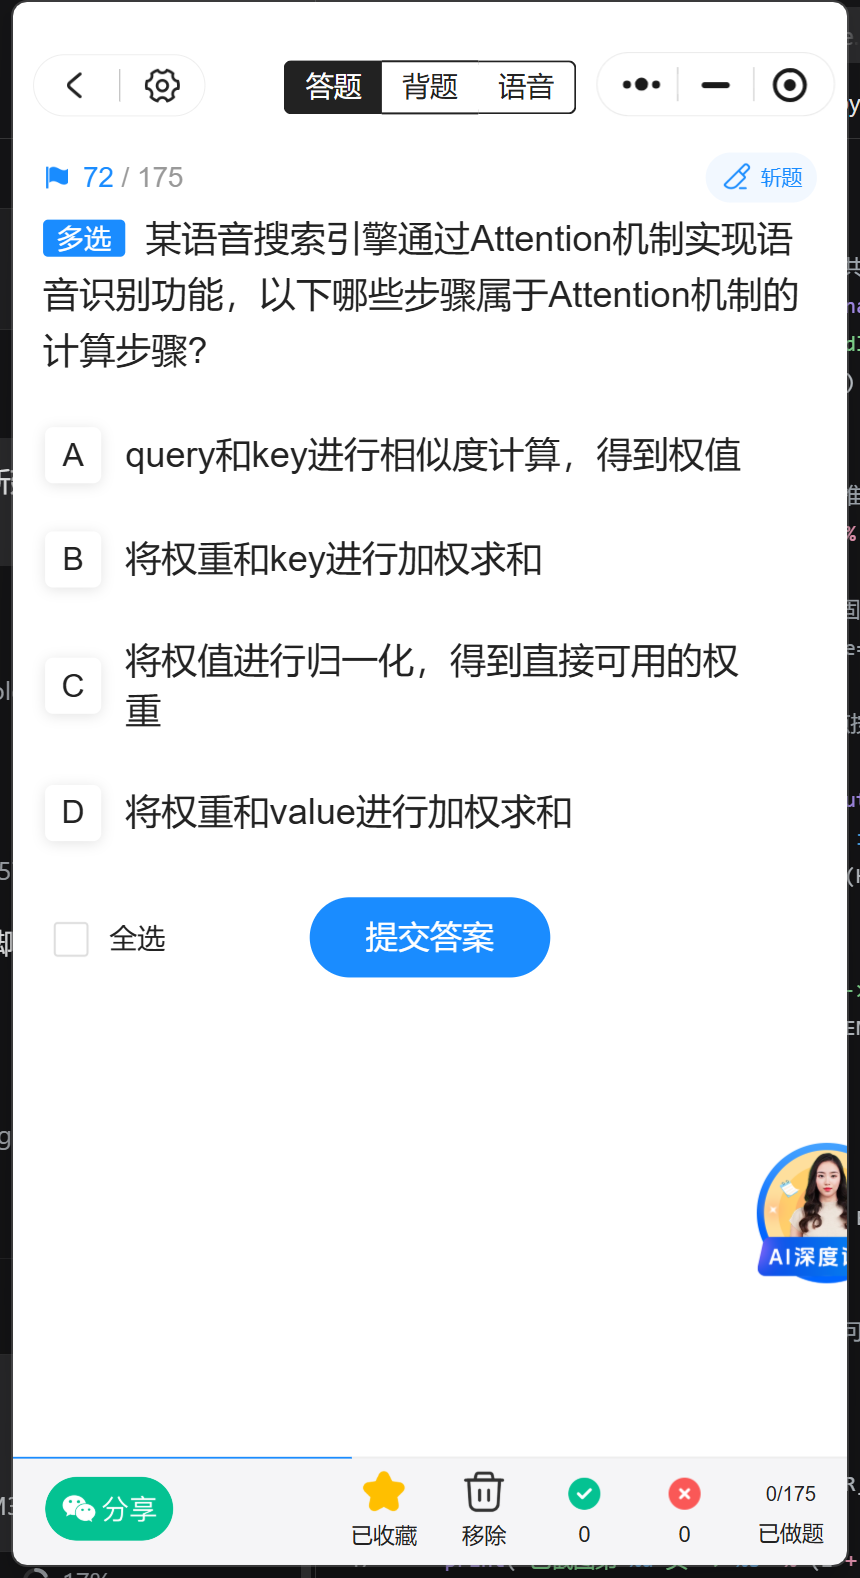 答题 背题 语音
72 / 175 斩题
多选 某语音搜索引擎通过Attention机制实现语
音识别功能，以下哪些步骤属于Attention机制的
计算步骤?
A query和key进行相似度计算，得到权值
B 将权重和key进行加权求和
C 将权值进行归一化，得到直接可用的权
重
D 将权重和value进行加权求和
全选 提交答案
AI深度
分享
已收藏
移除
0
0
0/175
已做题
17%